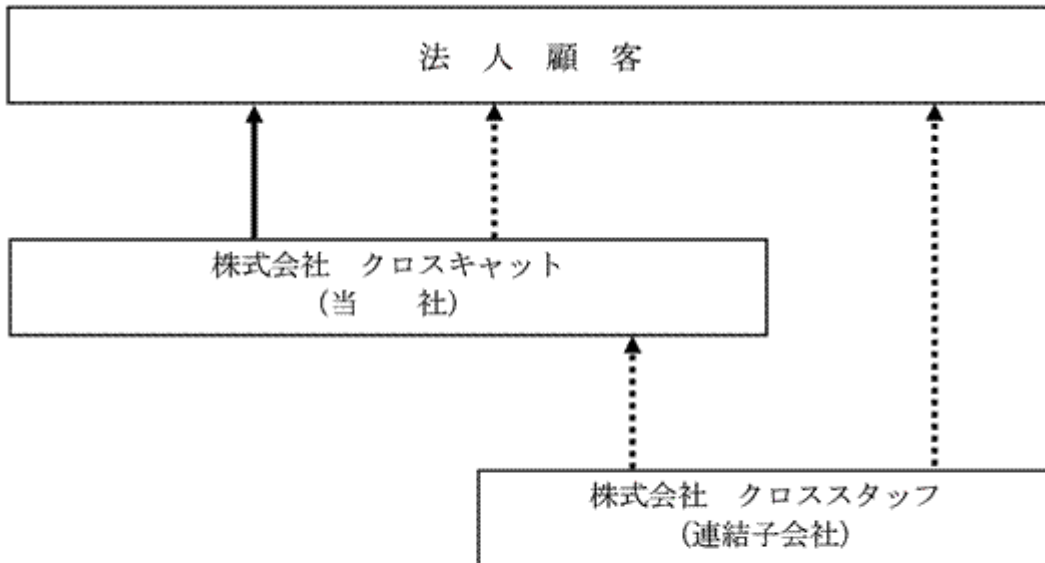 法　人　顧　客
株式会社　クロスキャット
(当　　社)
株式会社　クロススタッフ
(連結子会社)